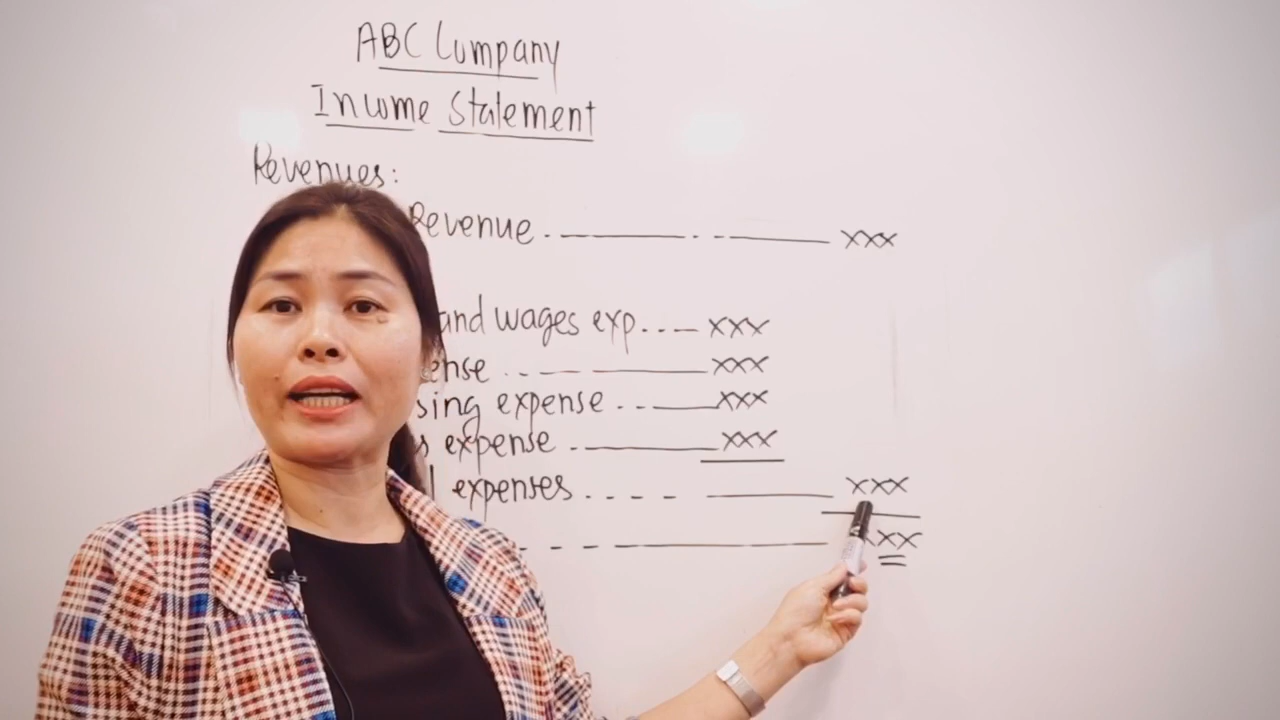 ABC Company
Income Statement
Revenues:
Revenue .——— - - ——— xxx
and wages exp...— xxx
ense ..-— ——— xxx
sing expense ..-—— xxx
s expense .——— xxx
l expenses .... - - - ——— xxx
- - - ——— xx